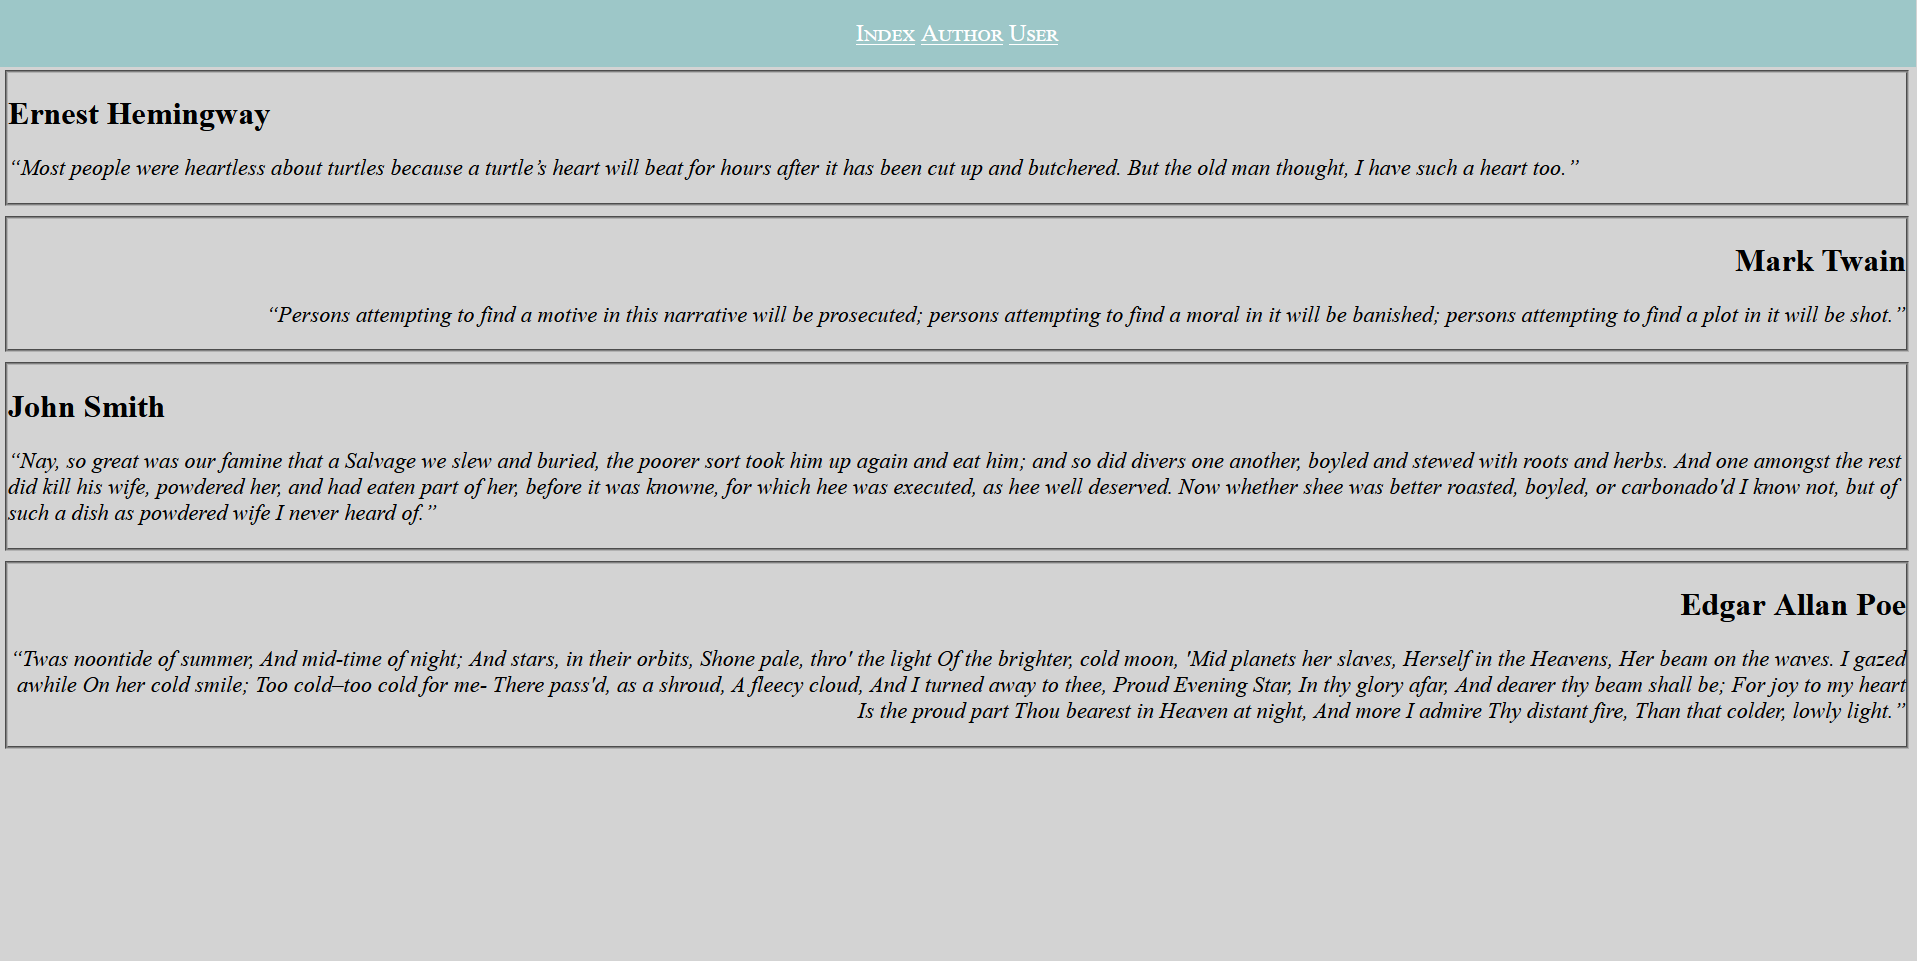 Index Author User
Ernest Hemingway
“Most people were heartless about turtles because a turtle’s heart will beat for hours after it has been cut up and butchered. But the old man thought, I have such a heart too.”
Mark Twain
“Persons attempting to find a motive in this narrative will be prosecuted; persons attempting to find a moral in it will be banished; persons attempting to find a plot in it will be shot.”
John Smith
“Nay, so great was our famine that a Salvage we slew and buried, the poorer sort took him up again and eat him; and so did divers one another, boyled and stewed with roots and herbs. And one amongst the rest
did kill his wife, powdered her, and had eaten part of her, before it was knowne, for which hee was executed, as hee well deserved. Now whether shee was better roasted, boyled, or carbonado'd I know not, but of
such a dish as powdered wife I never heard of.”
Edgar Allan Poe
“Twas noontide of summer, And mid-time of night; And stars, in their orbits, Shone pale, thro' the light Of the brighter, cold moon, 'Mid planets her slaves, Herself in the Heavens, Her beam on the waves. I gazed
awhile On her cold smile; Too cold–too cold for me- There pass'd, as a shroud, A fleecy cloud, And I turned away to thee, Proud Evening Star, In thy glory afar, And dearer thy beam shall be; For joy to my heart
Is the proud part Thou bearest in Heaven at night, And more I admire Thy distant fire, Than that colder, lowly light.”